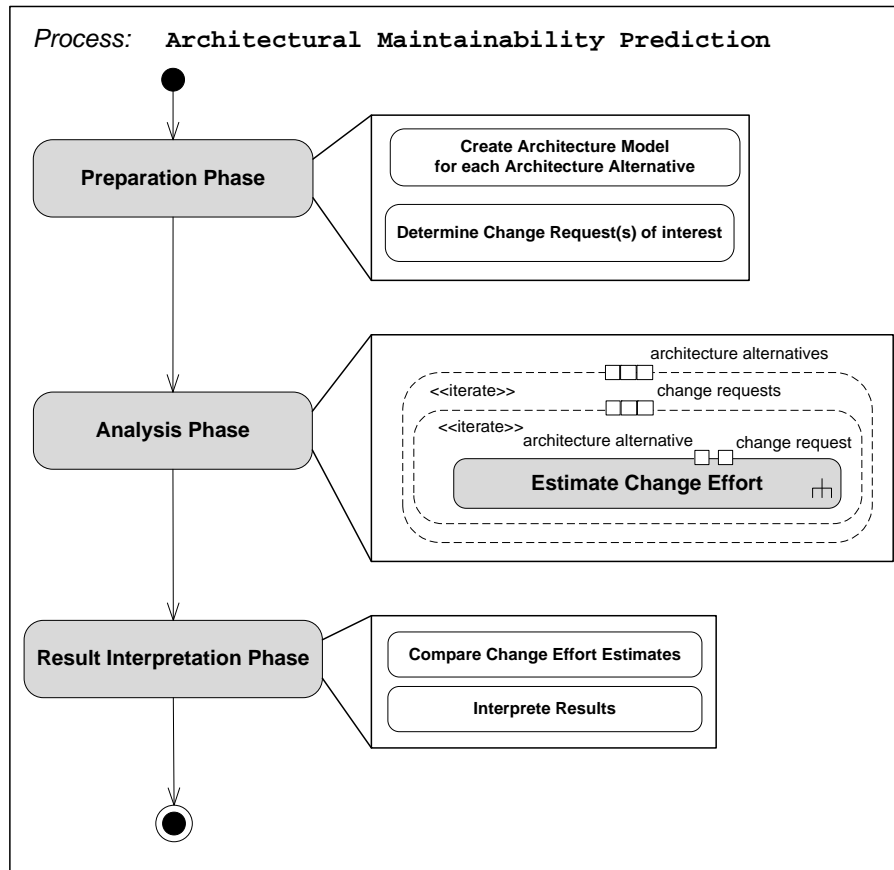 Process: Architectural Maintainability Prediction
Preparation Phase
Create Architecture Model
for each Architecture Alternative
Determine Change Request(s) of interest
Analysis Phase
architecture alternatives
<<iterate>>
change requests
<<iterate>>
architecture alternative
change request
Estimate Change Effort
Result Interpretation Phase
Compare Change Effort Estimates
Interprete Results